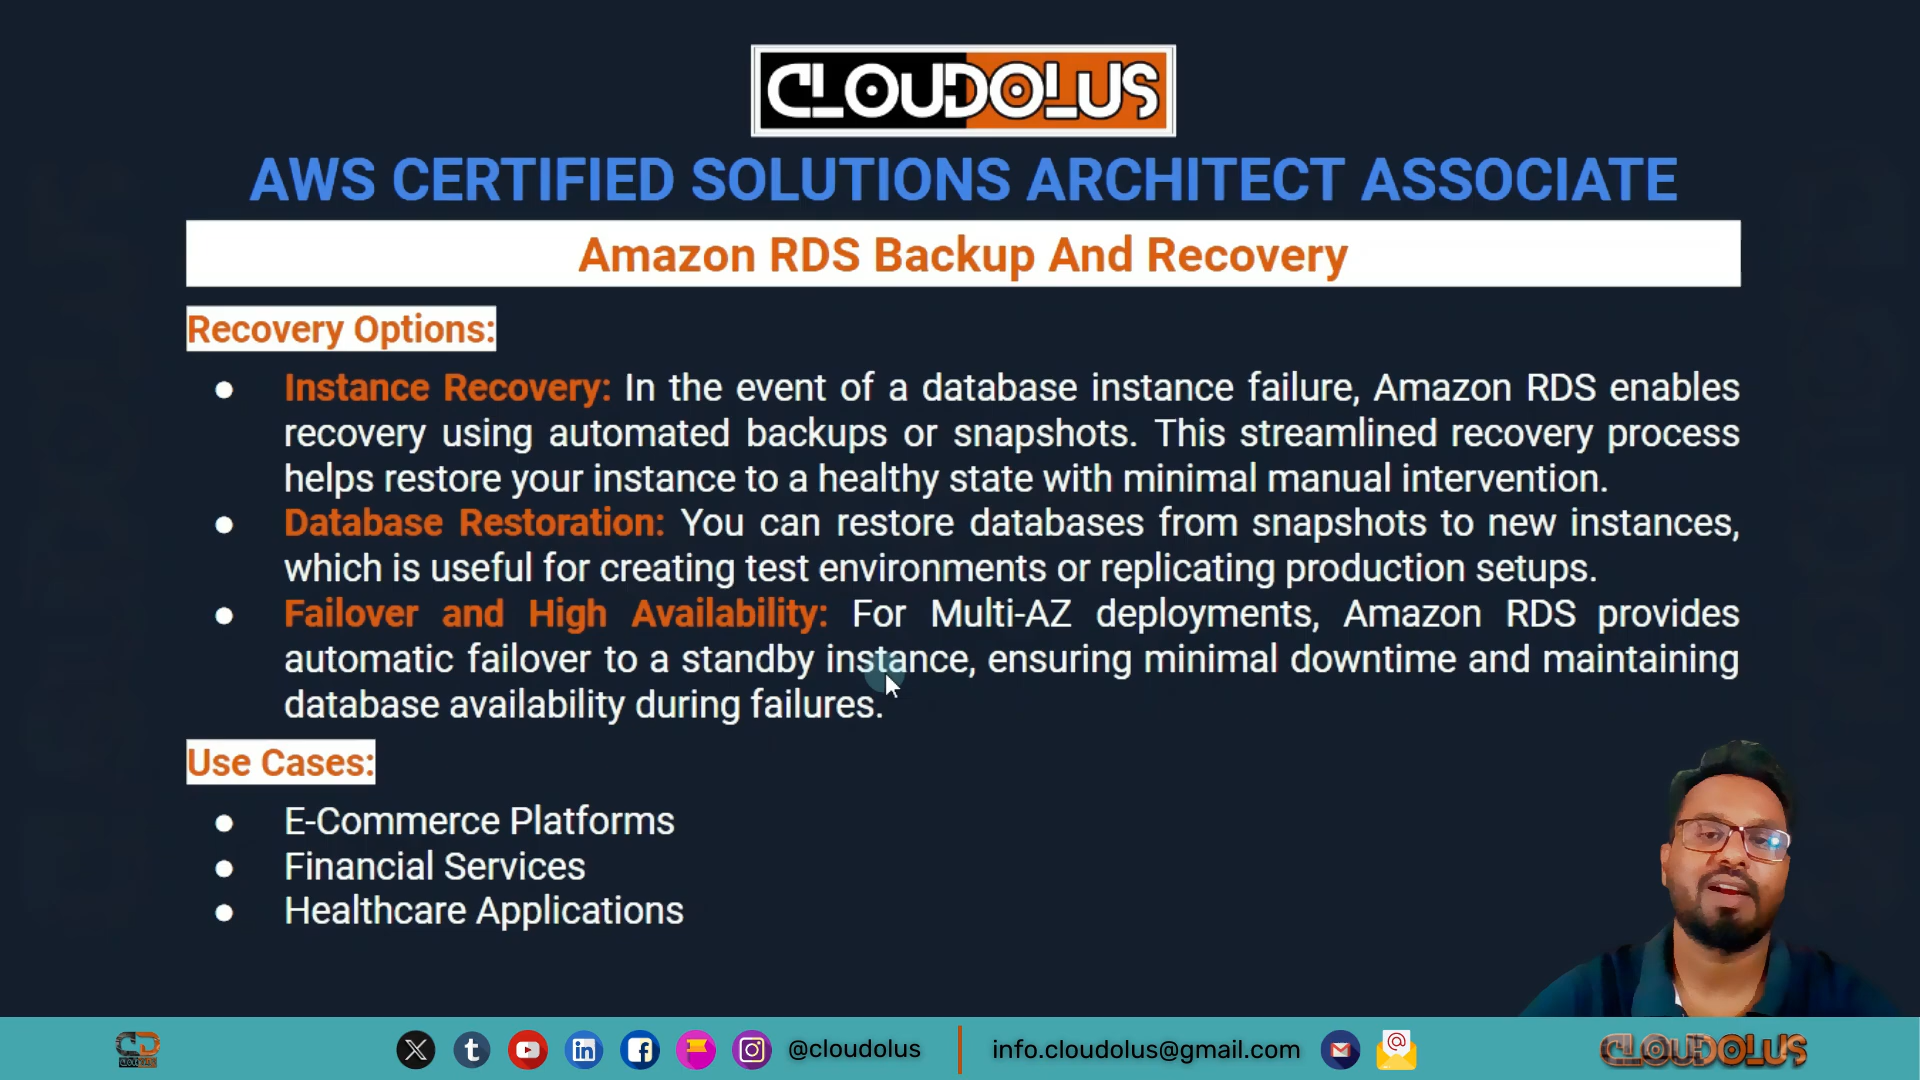 CLOUDOLUS
AWS CERTIFIED SOLUTIONS ARCHITECT ASSOCIATE
Amazon RDS Backup And Recovery
Recovery Options:
● Instance Recovery: In the event of a database instance failure, Amazon RDS enables
recovery using automated backups or snapshots. This streamlined recovery process
helps restore your instance to a healthy state with minimal manual intervention.
● Database Restoration: You can restore databases from snapshots to new instances,
which is useful for creating test environments or replicating production setups.
● Failover and High Availability: For Multi-AZ deployments, Amazon RDS provides
automatic failover to a standby instance, ensuring minimal downtime and maintaining
database availability during failures.
Use Cases:
● E-Commerce Platforms
● Financial Services
● Healthcare Applications
@cloudolus
info.cloudolus@gmail.com
CLOUDOLUS